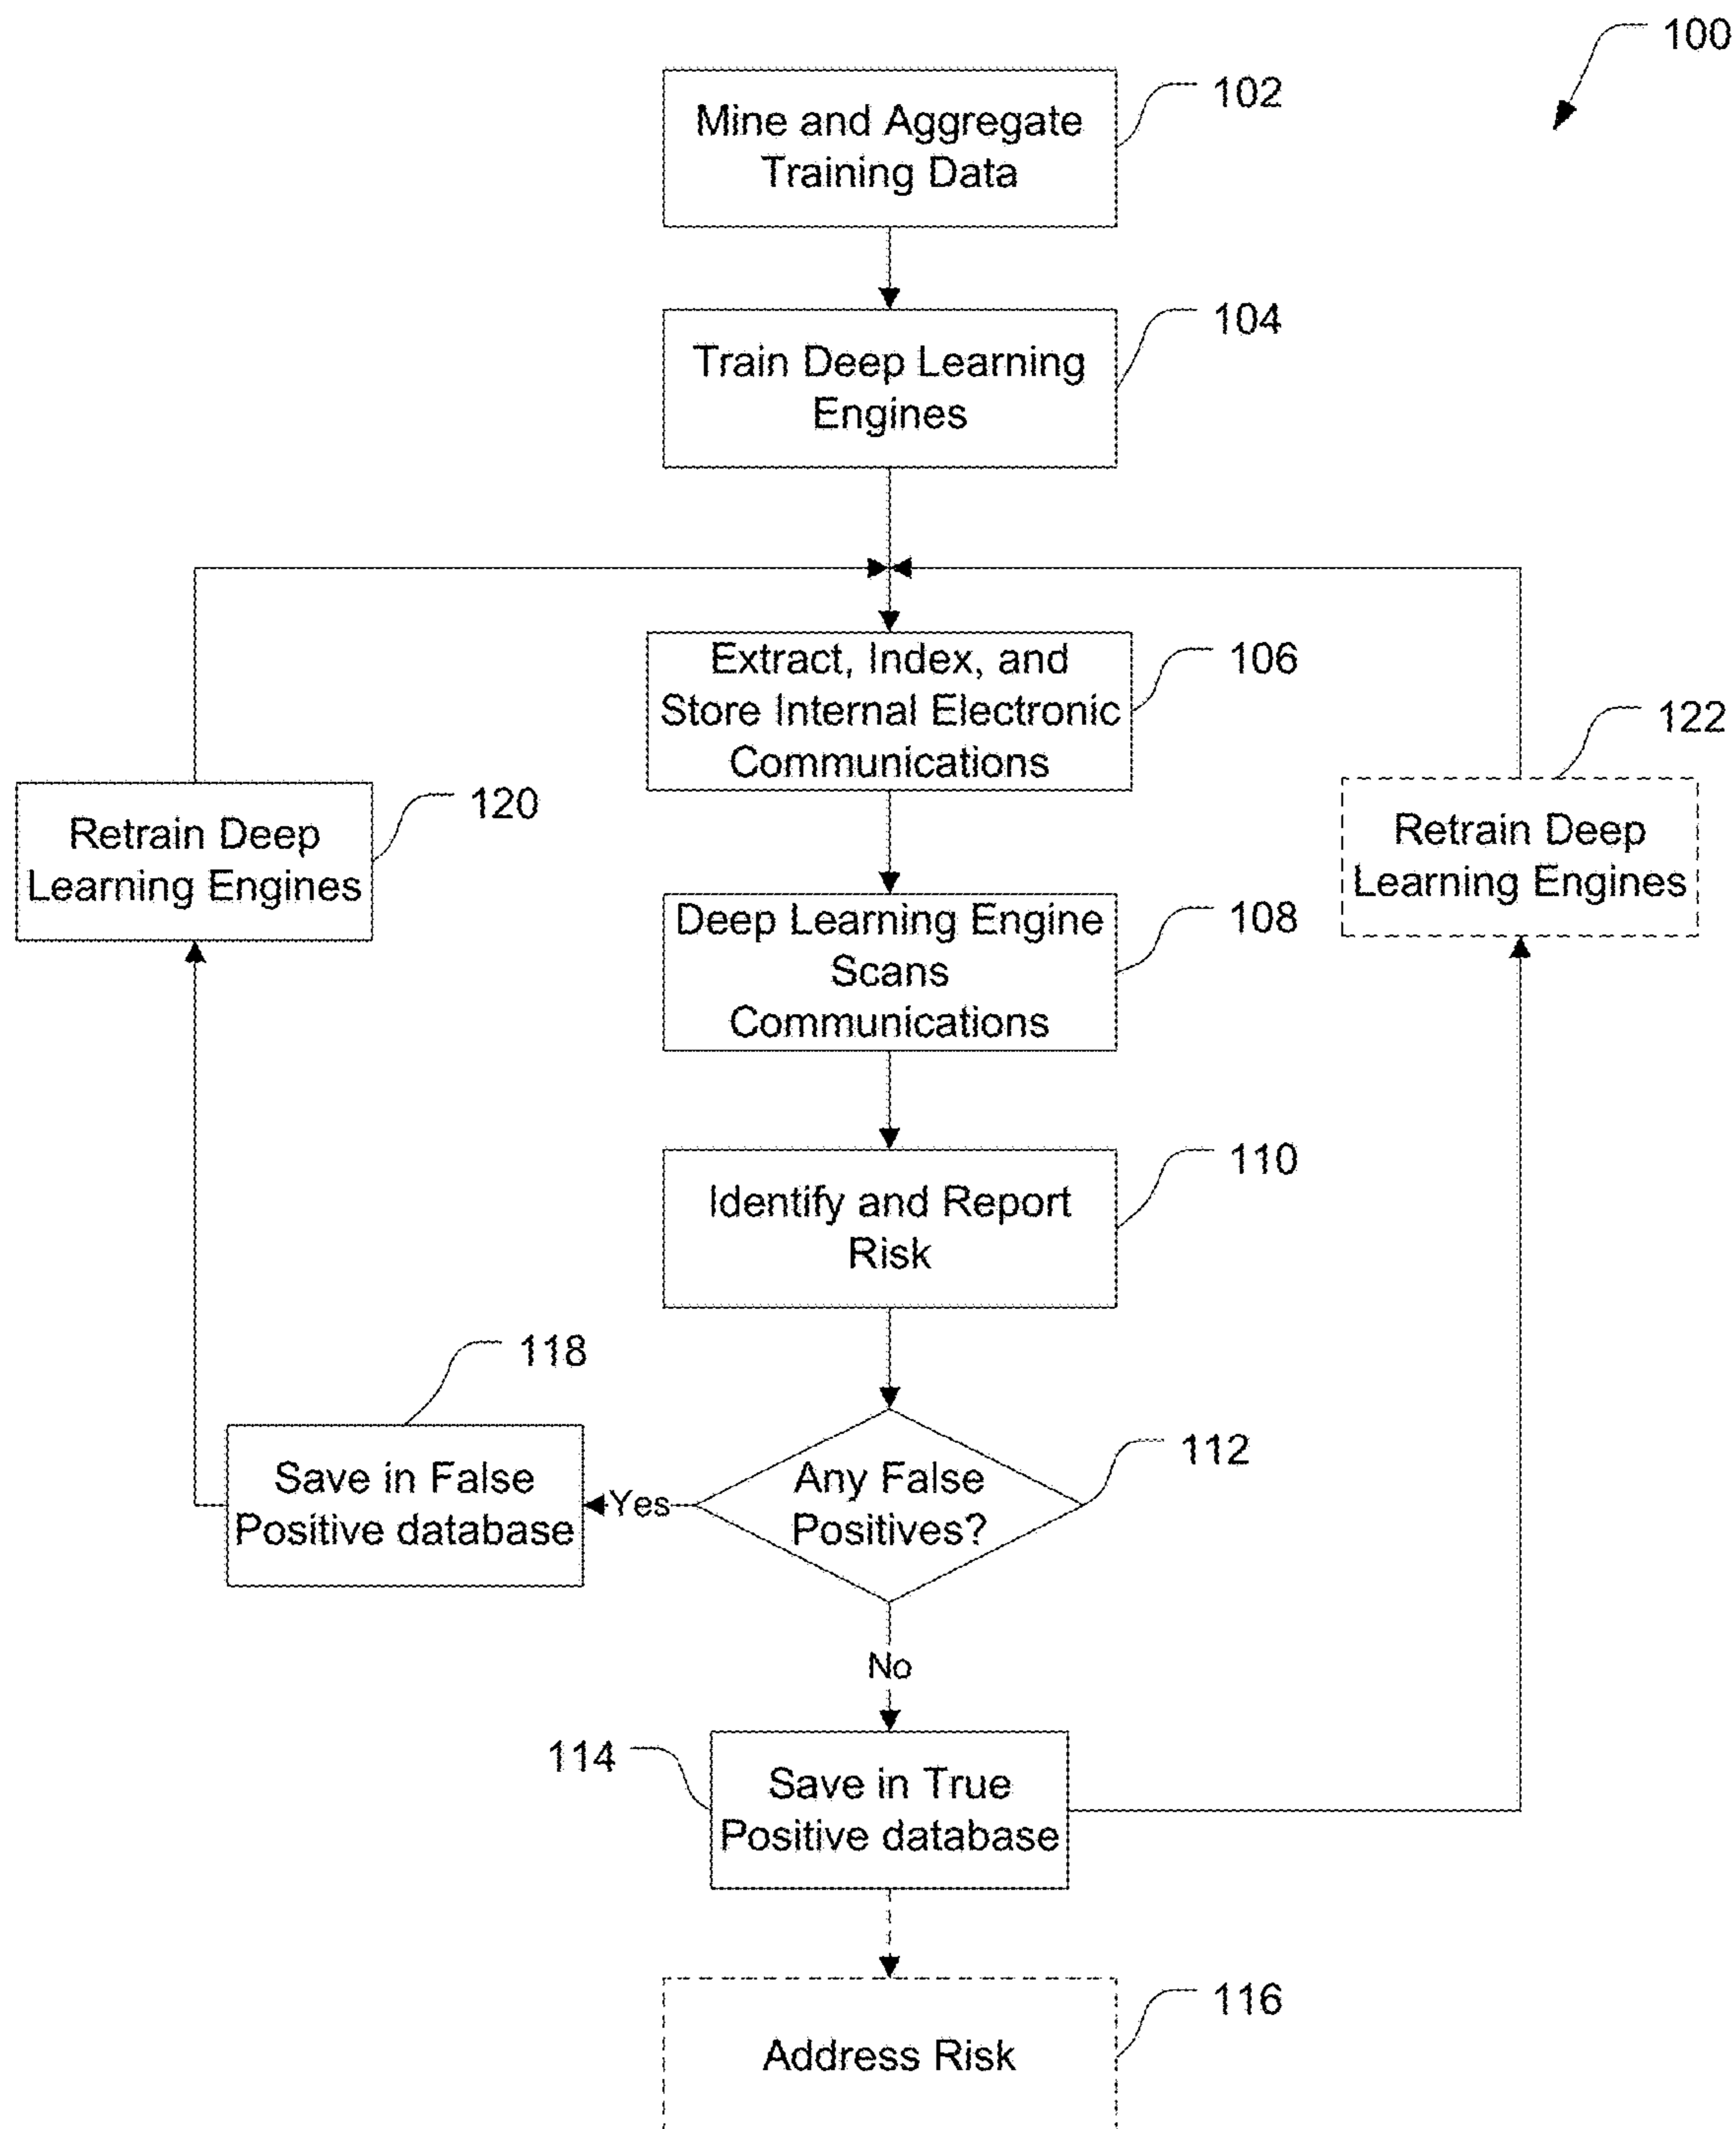 100
Mine and Aggregate
Training Data
102
Train Deep Learning
Engines
104
Extract, Index, and
Store Internal Electronic
Communications
106
Retrain Deep
Learning Engines
120
Retrain Deep
Learning Engines
122
Deep Learning Engine
Scans
Communications
108
Identify and Report
Risk
110
Any False
Positives?
112
Yes
Save in False
Positive database
118
No
Save in True
Positive database
114
Address Risk
116